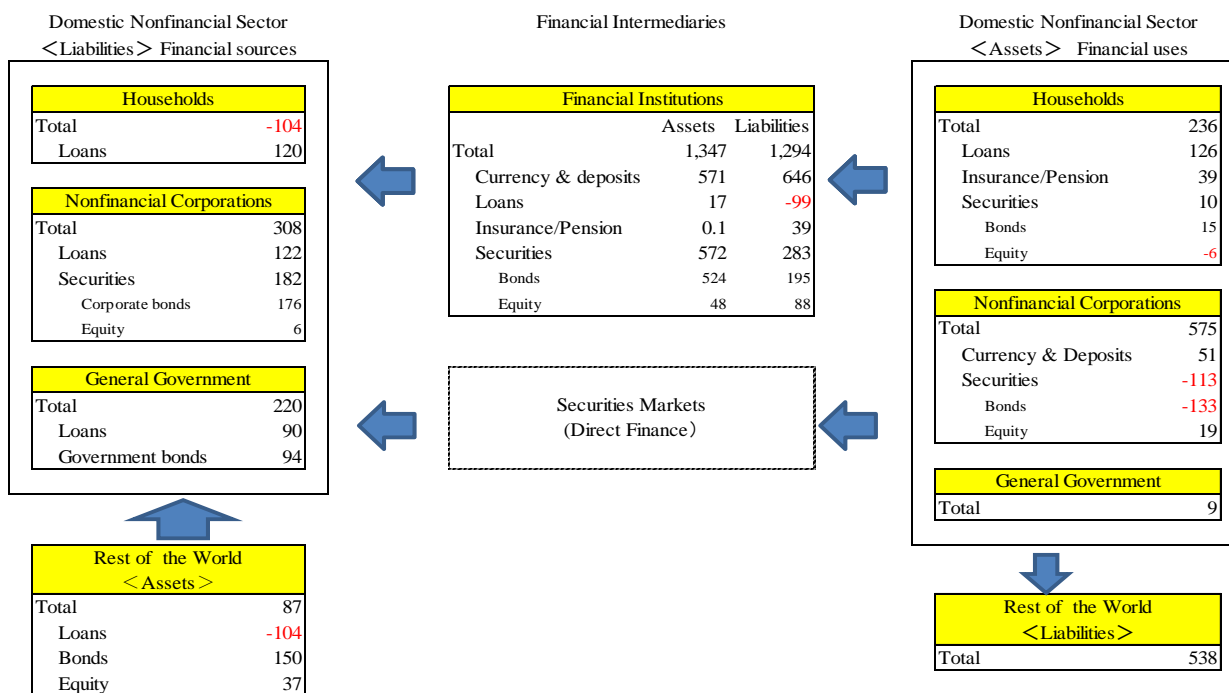 Domestic Nonfinancial Sector
＜Liabilities＞ Financial sources
Households
Total -104
Loans 120
Nonfinancial Corporations
Total 308
Loans 122
Securities 182
Corporate bonds 176
Equity 6
General Government
Total 220
Loans 90
Government bonds 94
Rest of the World
＜Assets＞
Total 87
Loans -104
Bonds 150
Equity 37
Financial Intermediaries
Financial Institutions
Assets Liabilities
Total 1,347 1,294
Currency & deposits 571 646
Loans 17 -99
Insurance/Pension 0.1 39
Securities 572 283
Bonds 524 195
Equity 48 88
Securities Markets
(Direct Finance）
Domestic Nonfinancial Sector
＜Assets＞ Financial uses
Households
Total 236
Loans 126
Insurance/Pension 39
Securities 10
Bonds 15
Equity -6
Nonfinancial Corporations
Total 575
Currency & Deposits 51
Securities -113
Bonds -133
Equity 19
General Government
Total 9
Rest of the World
＜Liabilities＞
Total 538